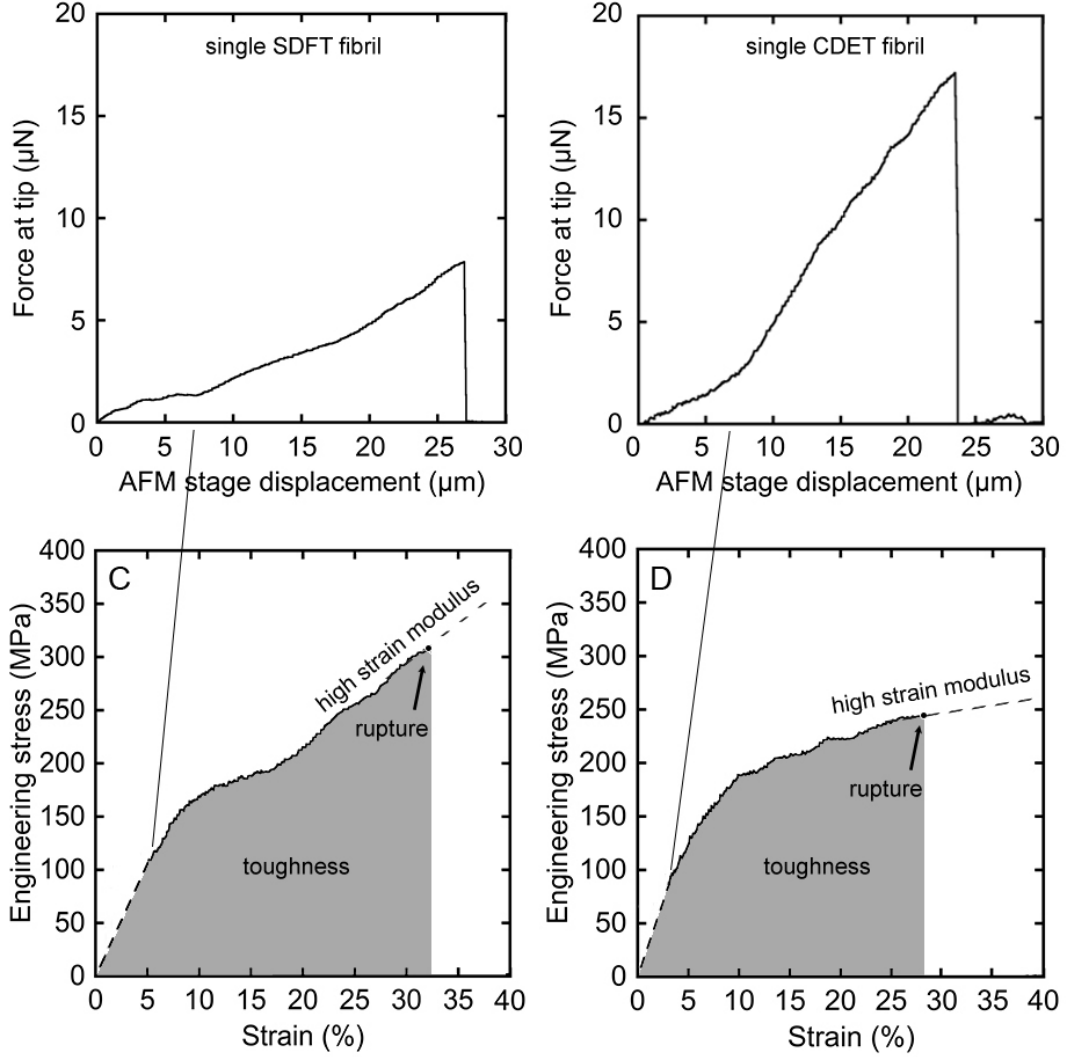 single SDFT fibril
Force at tip (µN)
20
15
10
5
0
0 5 10 15 20 25 30
AFM stage displacement (µm)
single CDET fibril
Force at tip (µN)
20
15
10
5
0
0 5 10 15 20 25 30
AFM stage displacement (µm)
C
Engineering stress (MPa)
400
350
300
250
200
150
100
50
0
high strain modulus
rupture
toughness
0 5 10 15 20 25 30 35 40
Strain (%)
D
Engineering stress (MPa)
400
350
300
250
200
150
100
50
0
high strain modulus
rupture
toughness
0 5 10 15 20 25 30 35 40
Strain (%)